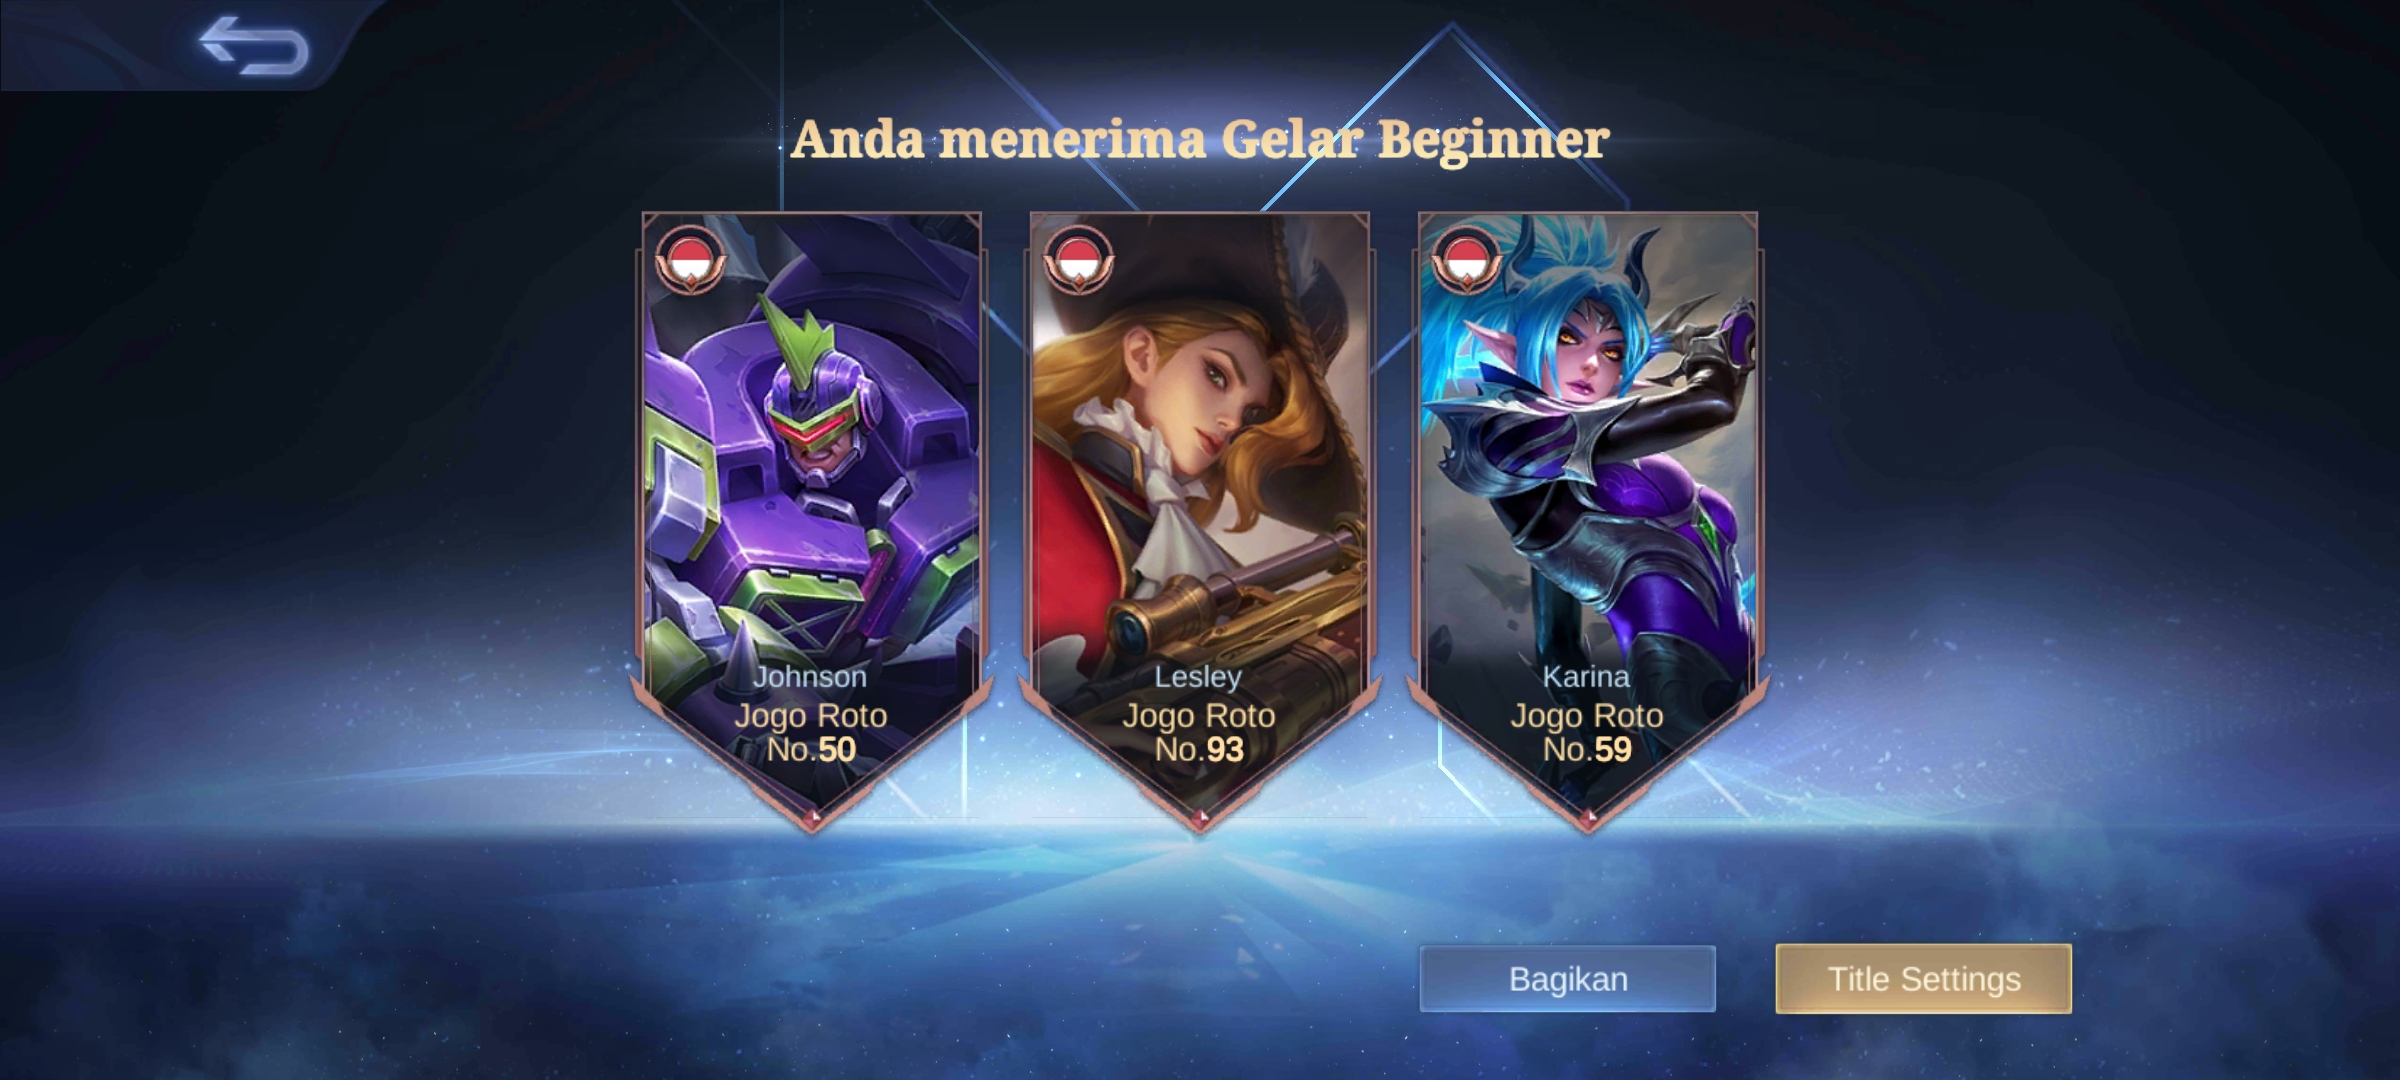 Anda menerima Gelar Beginner
Johnson
Jogo Roto
No.50
Lesley
Jogo Roto
No.93
Karina
Jogo Roto
No.59
Bagikan
Title Settings